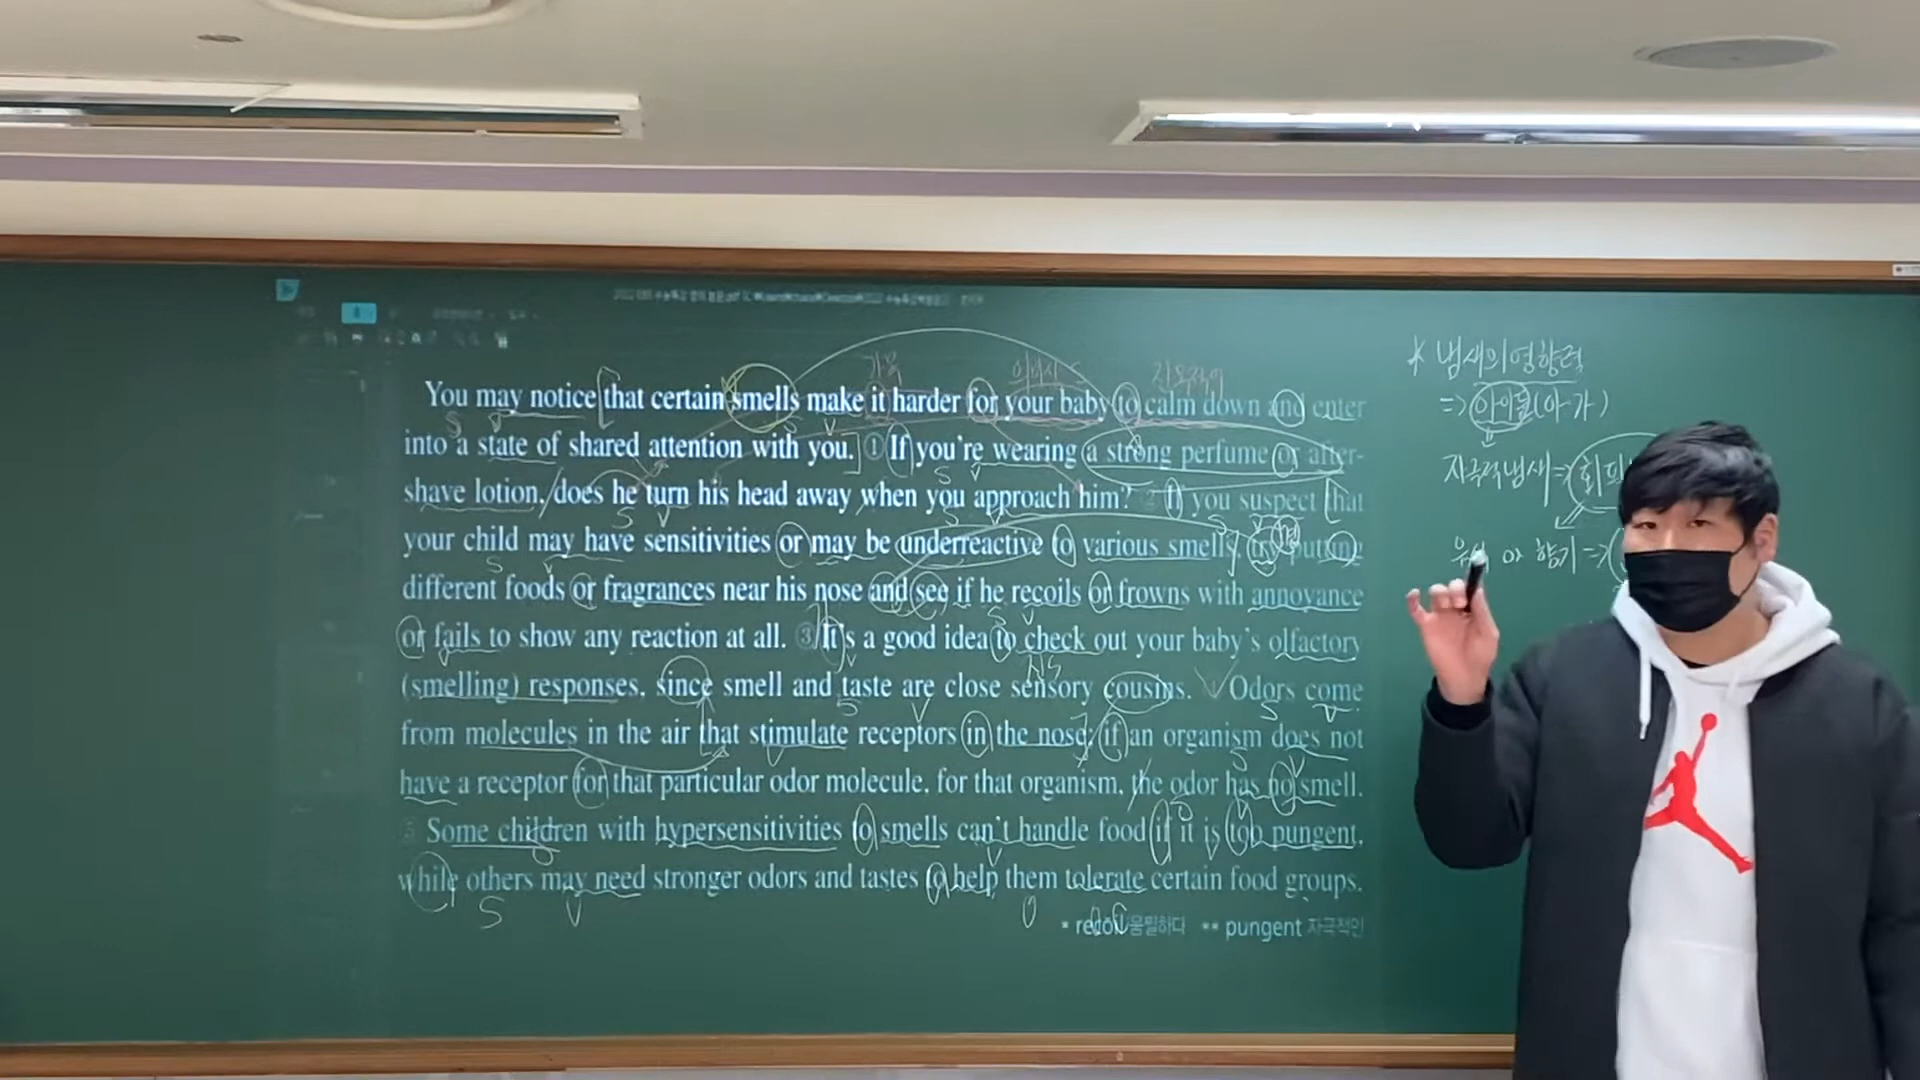 You may notice that certain smells make it harder for your baby to calm down and enter
into a state of shared attention with you. ① If you're wearing a strong perfume or after-
shave lotion, does he turn his head away when you approach him? ② If you suspect that
your child may have sensitivities or may be underreactive to various smells, try putting
different foods or fragrances near his nose and see if he recoils or frowns with annoyance
or fails to show any reaction at all. ③ It's a good idea to check out your baby's olfactory
(smelling) responses, since smell and taste are close sensory cousins. Odors come
from molecules in the air that stimulate receptors in the nose; if an organism does not
have a receptor for that particular odor molecule, for that organism, the odor has no smell.
⑤ Some children with hypersensitivities to smells can't handle food if it is too pungent,
while others may need stronger odors and tastes to help them tolerate certain food groups.
* recoil 움찔하다 ** pungent 자극적인
* 냄새의 영향력
=> 아이들(아가)
자극적 냄새 =>
향기 =>